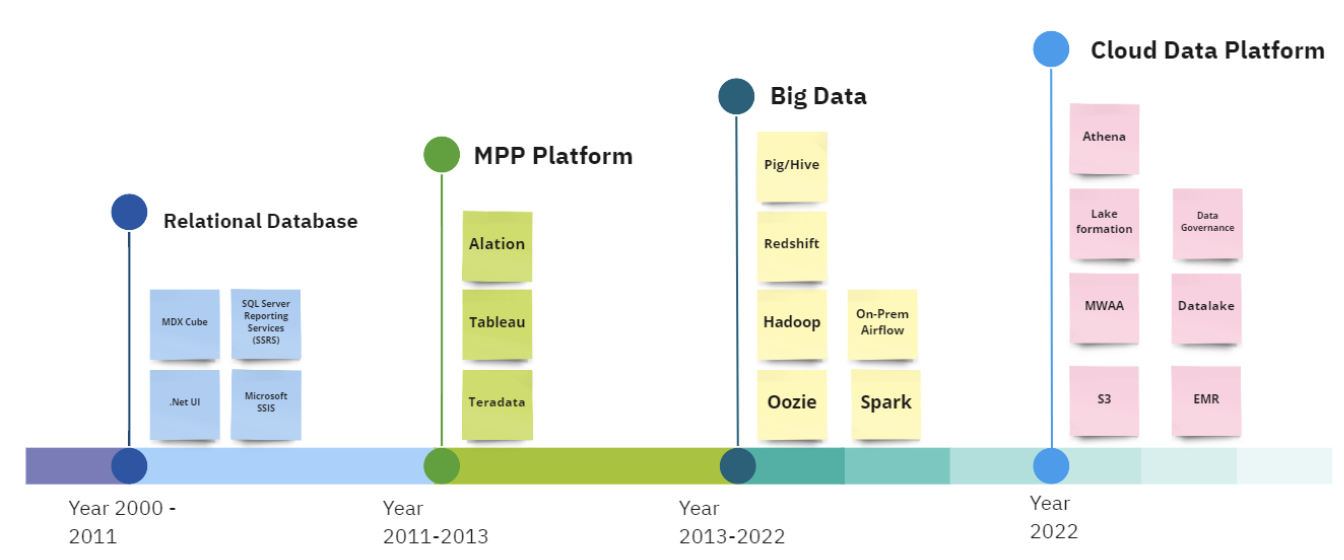 Relational Database
MDX Cube
SQL Server
Reporting
Services
(SSRS)
.Net UI
Microsoft
SSIS
Year 2000 -
2011
MPP Platform
Alation
Tableau
Teradata
Year
2011-2013
Big Data
Pig/Hive
Redshift
Hadoop
On-Prem
Airflow
Oozie
Spark
Year
2013-2022
Cloud Data Platform
Athena
Lake
formation
Data
Governance
MWAA
Datalake
S3
EMR
Year
2022